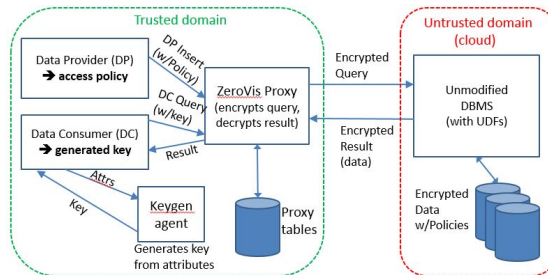 Trusted domain
Untrusted domain
(cloud)
Data Provider (DP)
➔ access policy
DP Insert
(w/Policy)
DC Query
(w/key)
Result
ZeroVis Proxy
(encrypts query,
decrypts result)
Encrypted
Query
Encrypted
Result
(data)
Unmodified
DBMS
(with UDFs)
Data Consumer (DC)
➔ generated key
Attrs
Key
Keygen
agent
Generates key
from attributes
Proxy
tables
Encrypted
Data
w/Policies